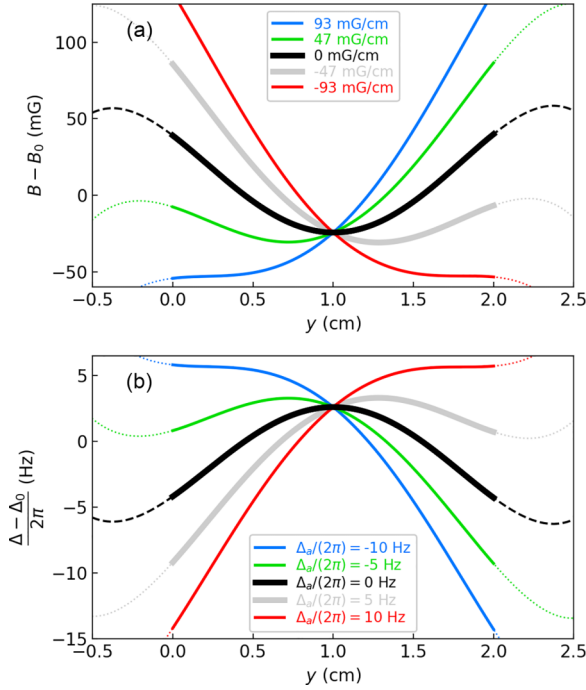 (a)
93 mG/cm
47 mG/cm
0 mG/cm
-47 mG/cm
-93 mG/cm
B − B₀ (mG)
100
50
0
−50
−0.5 0.0 0.5 1.0 1.5 2.0 2.5
y (cm)
(b)
Δ − Δ₀
2π
(Hz)
5
0
−5
−10
−15
Δₐ/(2π) = -10 Hz
Δₐ/(2π) = -5 Hz
Δₐ/(2π) = 0 Hz
Δₐ/(2π) = 5 Hz
Δₐ/(2π) = 10 Hz
−0.5 0.0 0.5 1.0 1.5 2.0 2.5
y (cm)